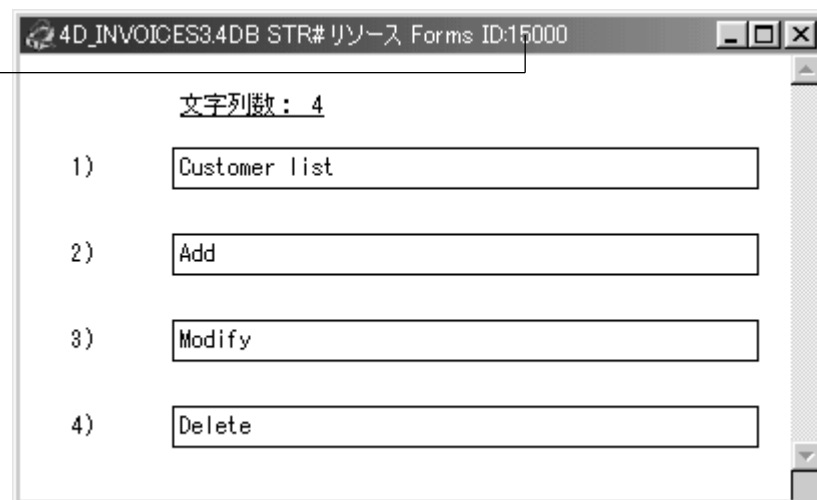 4D_INVOICES3.4DB STR#リソース Forms ID:15000
文字列数： 4
1) Customer list
2) Add
3) Modify
4) Delete